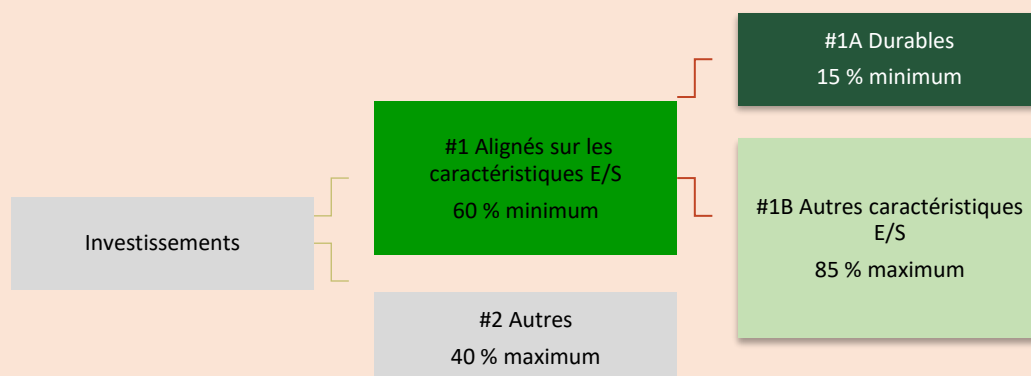 Investissements
#1 Alignés sur les
caractéristiques E/S
60 % minimum
#2 Autres
40 % maximum
#1A Durables
15 % minimum
#1B Autres caractéristiques
E/S
85 % maximum